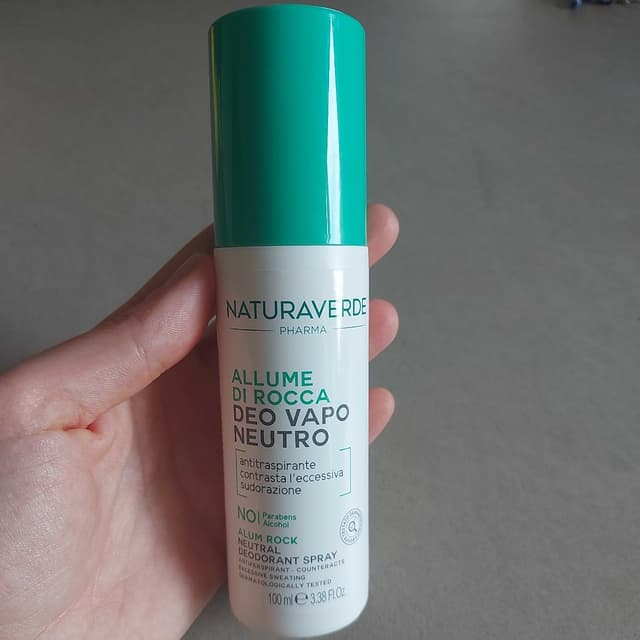 NATURAVERDE
PHARMA
ALLUME
DI ROCCA
DEO VAPO
NEUTRO
antitraspirante
contrasta l'eccessiva
sudorazione
NO Parabens
Alcohol
ALUM ROCK
NEUTRAL
DEODORANT SPRAY
ANTIPERSPIRANT - COUNTERACTS
EXCESSIVE SWEATING
DERMATOLOGICALLY TESTED
100 ml ℮ 3.38 Fl.Oz.